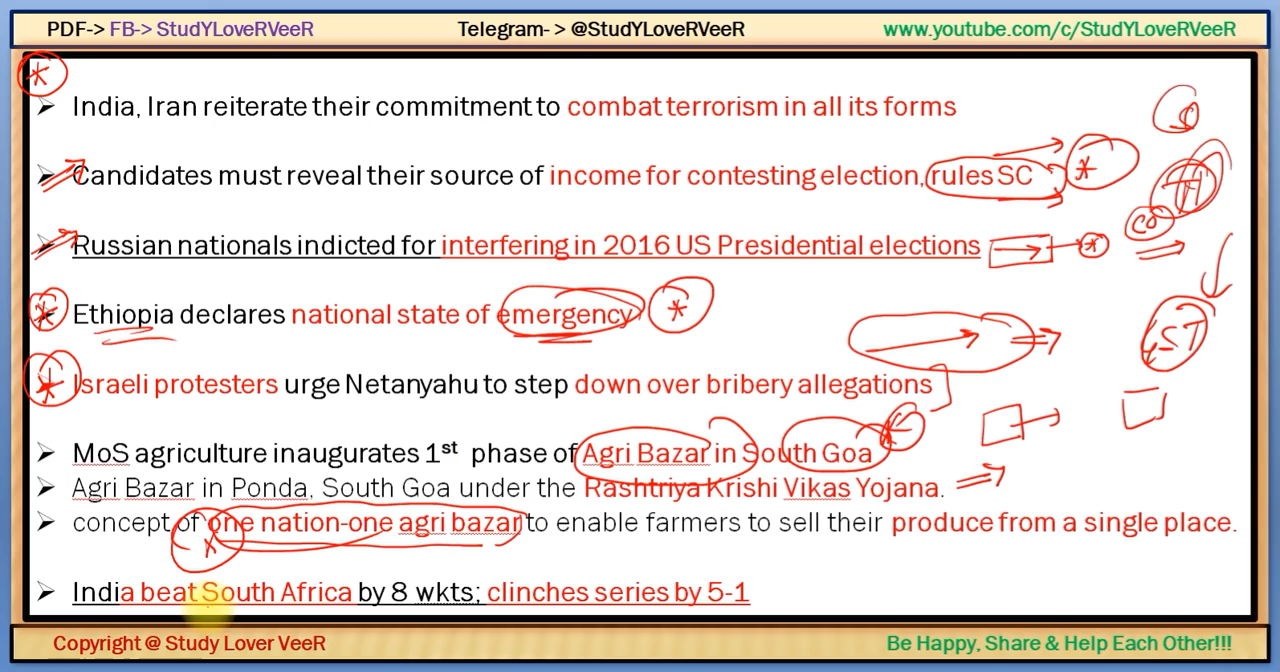 PDF-> FB-> StudYLoveRVeeR Telegram- > @StudYLoveRVeeR www.youtube.com/c/StudYLoveRVeeR
➢ India, Iran reiterate their commitment to combat terrorism in all its forms
➢ Candidates must reveal their source of income for contesting election, rules SC
➢ Russian nationals indicted for interfering in 2016 US Presidential elections
➢ Ethiopia declares national state of emergency
➢ Israeli protesters urge Netanyahu to step down over bribery allegations
➢ MoS agriculture inaugurates 1st phase of Agri Bazar in South Goa
➢ Agri Bazar in Ponda, South Goa under the Rashtriya Krishi Vikas Yojana.
➢ concept of one nation-one agri bazar to enable farmers to sell their produce from a single place.
➢ India beat South Africa by 8 wkts; clinches series by 5-1
Copyright @ Study Lover VeeR Be Happy, Share & Help Each Other!!!